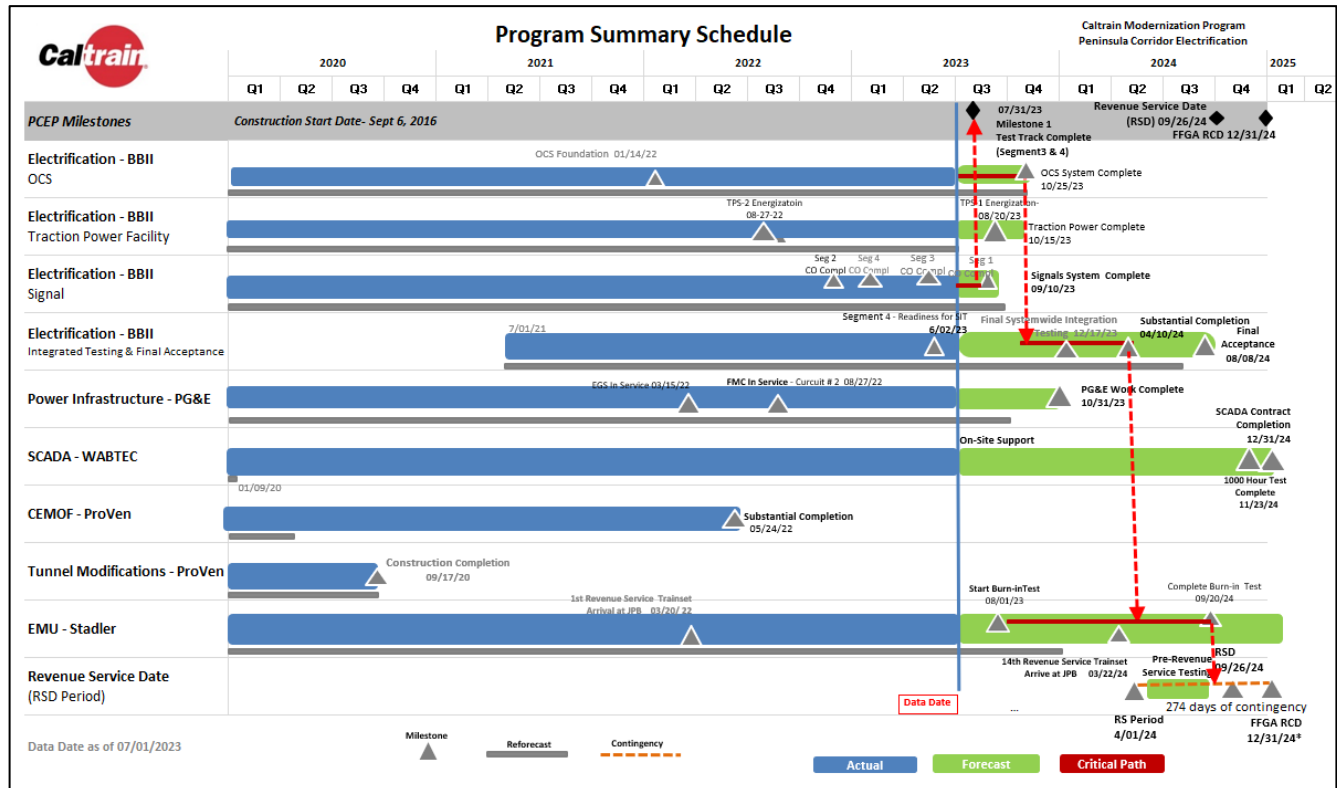 Caltrain
Program Summary Schedule
Caltrain Modernization Program
Peninsula Corridor Electrification
2020 2021 2022 2023 2024 2025
Q1 Q2 Q3 Q4 Q1 Q2 Q3 Q4 Q1 Q2 Q3 Q4 Q1 Q2 Q3 Q4 Q1 Q2 Q3 Q4 Q1 Q2
PCEP Milestones
Construction Start Date- Sept 6, 2016
07/31/23
Milestone 1
Test Track Complete
(Segment3 & 4)
Revenue Service Date
(RSD) 09/26/24
FFGA RCD 12/31/24
Electrification - BBII
OCS
OCS Foundation 01/14/22
OCS System Complete
10/25/23
Electrification - BBII
Traction Power Facility
TPS-2 Energizatoin
08-27-22
TPS-1 Energization-
08/20/23
Traction Power Complete
10/15/23
Electrification - BBII
Signal
Seg 2
CO Compl
Seg 4
CO Compl
Seg 3
CO Compl
Seg 1
CO Compl
Signals System Complete
09/10/23
Electrification - BBII
Integrated Testing & Final Acceptance
7/01/21
Segment 4 - Readiness for SIT
6/02/23
Final Systemwide Integration
Testing 12/17/23
Substantial Completion
04/10/24
Final
Acceptance
08/08/24
Power Infrastructure - PG&E
EGS In Service 03/15/22
FMC In Service - Curcuit # 2 08/27/22
PG&E Work Complete
10/31/23
SCADA - WABTEC
On-Site Support
SCADA Contract
Completion
12/31/24
1000 Hour Test
Complete
11/23/24
01/09/20
CEMOF - ProVen
Substantial Completion
05/24/22
Tunnel Modifications - ProVen
Construction Completion
09/17/20
EMU - Stadler
1st Revenue Service Trainset
Arrival at JPB 03/20/ 22
Start Burn-inTest
08/01/23
Complete Burn-in Test
09/20/24
14th Revenue Service Trainset
Arrive at JPB 03/22/24
Revenue Service Date
(RSD Period)
Pre-Revenue
Service Testing
RSD
09/26/24
Data Date
...
274 days of contingency
RS Period
4/01/24
FFGA RCD
12/31/24*
Data Date as of 07/01/2023
Milestone
Reforecast
Contingency
Actual
Forecast
Critical Path